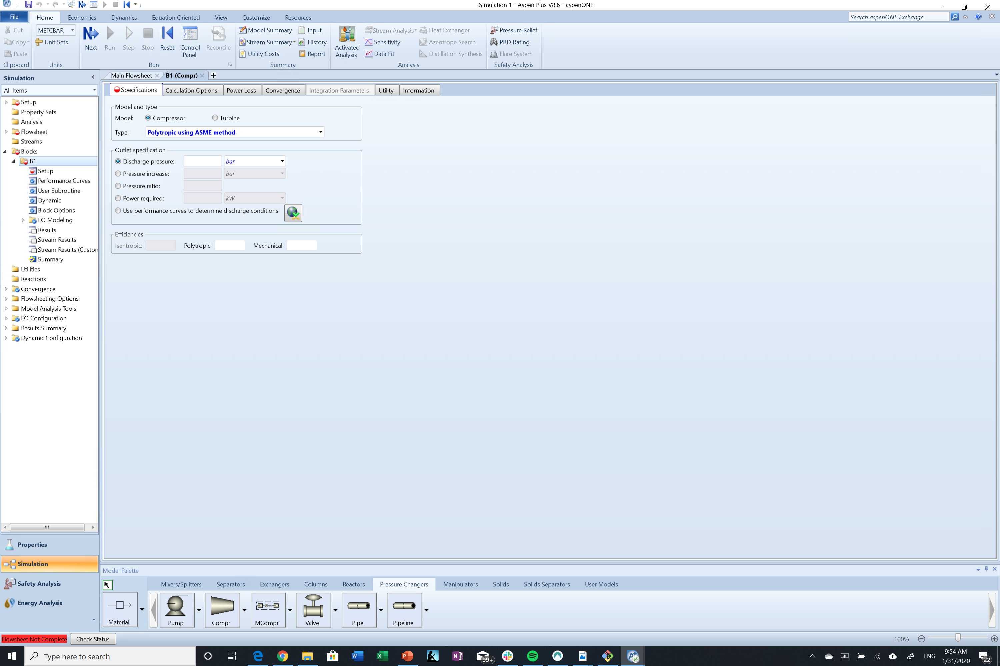 Simulation 1 - Aspen Plus V8.6 - aspenONE
File Home Economics Dynamics Equation Oriented View Customize Resources Search aspenONE Exchange
Cut METCBAR Model Summary Input Stream Analysis Heat Exchanger Pressure Relief
Copy Unit Sets Stream Summary History Sensitivity Azeotrope Search PRD Rating
Paste Next Run Step Stop Reset Control Panel Reconcile Utility Costs Report Activated Analysis Data Fit Distillation Synthesis Flare System
Clipboard Units Run Summary Analysis Safety Analysis
Simulation
All Items
Setup
Property Sets
Analysis
Flowsheet
Streams
Blocks
B1
Setup
Performance Curves
User Subroutine
Dynamic
Block Options
EO Modeling
Results
Stream Results
Stream Results (Custor
Summary
Utilities
Reactions
Convergence
Flowsheeting Options
Model Analysis Tools
EO Configuration
Results Summary
Dynamic Configuration
Properties
Simulation
Safety Analysis
Energy Analysis
Main Flowsheet B1 (Compr)
Specifications Calculation Options Power Loss Convergence Integration Parameters Utility Information
Model and type
Model: Compressor Turbine
Type: Polytropic using ASME method
Outlet specification
Discharge pressure: bar
Pressure increase: bar
Pressure ratio:
Power required: kW
Use performance curves to determine discharge conditions
Efficiencies
Isentropic: Polytropic: Mechanical:
Model Palette
Mixers/Splitters Separators Exchangers Columns Reactors Pressure Changers Manipulators Solids Solids Separators User Models
Material Pump Compr MCompr Valve Pipe Pipeline
Flowsheet Not Complete Check Status 100%
Type here to search 99+ ENG 9:54 AM
1/31/2020 22